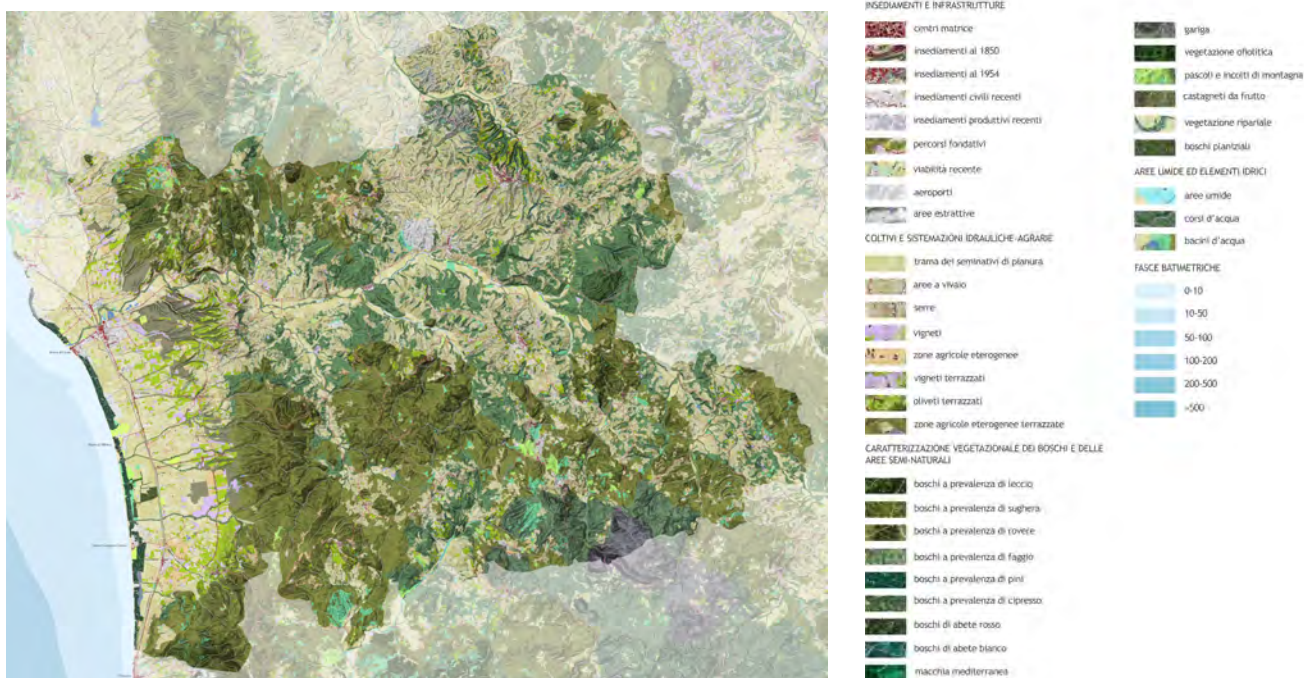 INSEDIAMENTI E INFRASTRUTTURE
centri matrice
insediamenti al 1850
insediamenti al 1954
insediamenti civili recenti
insediamenti produttivi recenti
percorsi fondativi
viabilità recente
aeroporti
aree estrattive
COLTIVI E SISTEMAZIONI IDRAULICHE-AGRARIE
trama dei seminativi di pianura
aree a vivaio
serre
vigneti
zone agricole eterogenee
vigneti terrazzati
oliveti terrazzati
zone agricole eterogenee terrazzate
CARATTERIZZAZIONE VEGETAZIONALE DEI BOSCHI E DELLE
AREE SEMI-NATURALI
boschi a prevalenza di leccio
boschi a prevalenza di sughera
boschi a prevalenza di rovere
boschi a prevalenza di faggio
boschi a prevalenza di pini
boschi a prevalenza di cipresso
boschi di abete rosso
boschi di abete bianco
macchia mediterranea
gariga
vegetazione ofiolitica
pascoli e incolti di montagna
castagneti da frutto
vegetazione ripariale
boschi planiziali
AREE UMIDE ED ELEMENTI IDRICI
aree umide
corsi d'acqua
bacini d'acqua
FASCE BATIMETRICHE
0-10
10-50
50-100
100-200
200-500
>500